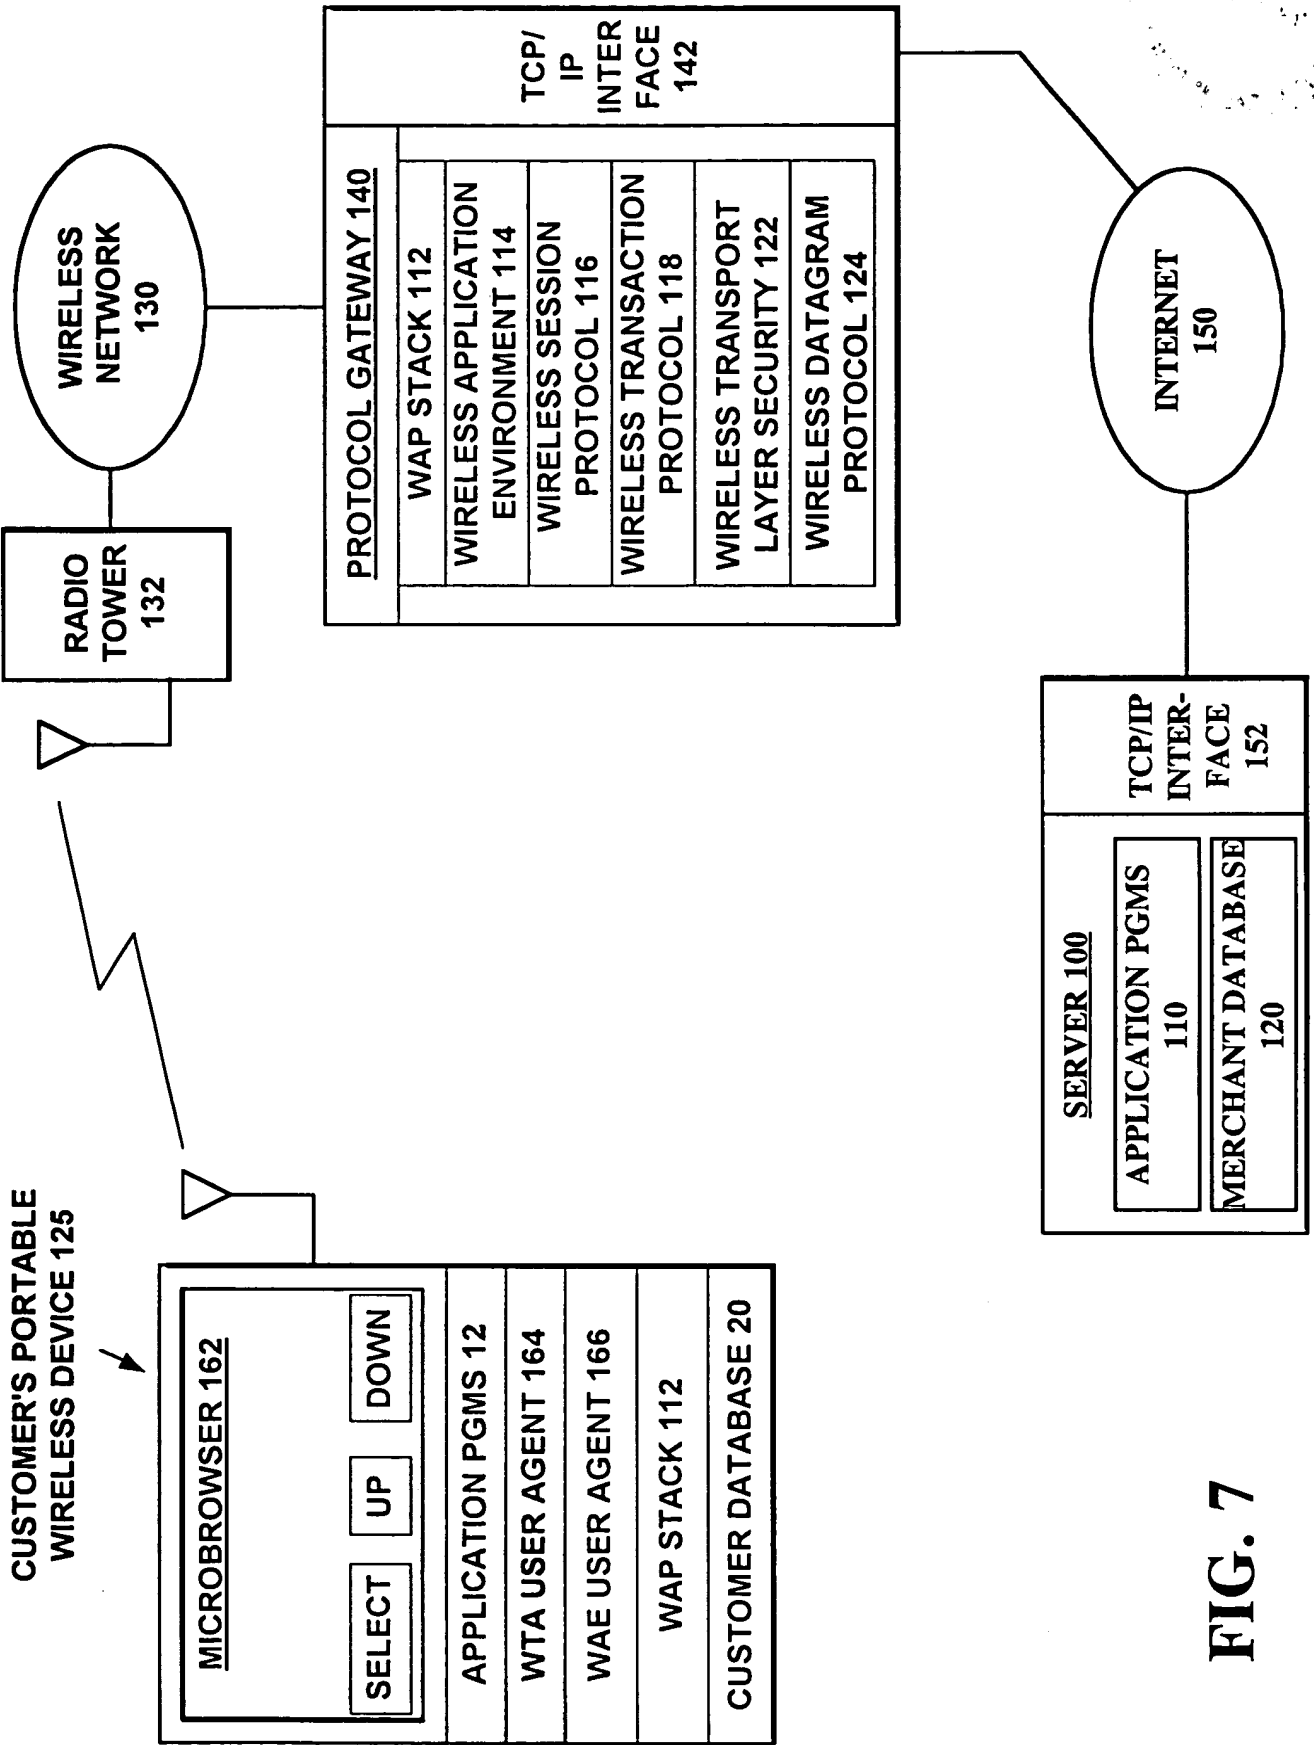 CUSTOMER'S PORTABLE
WIRELESS DEVICE 125
MICROBROWSER 162
SELECT
UP
DOWN
APPLICATION PGMS 12
WTA USER AGENT 164
WAE USER AGENT 166
WAP STACK 112
CUSTOMER DATABASE 20
RADIO
TOWER
132
WIRELESS
NETWORK
130
PROTOCOL GATEWAY 140
WAP STACK 112
WIRELESS APPLICATION
ENVIRONMENT 114
WIRELESS SESSION
PROTOCOL 116
WIRELESS TRANSACTION
PROTOCOL 118
WIRELESS TRANSPORT
LAYER SECURITY 122
WIRELESS DATAGRAM
PROTOCOL 124
TCP/
IP
INTER
FACE
142
SERVER 100
APPLICATION PGMS
110
MERCHANT DATABASE
120
TCP/IP
INTER-
FACE
152
INTERNET
150
FIG. 7